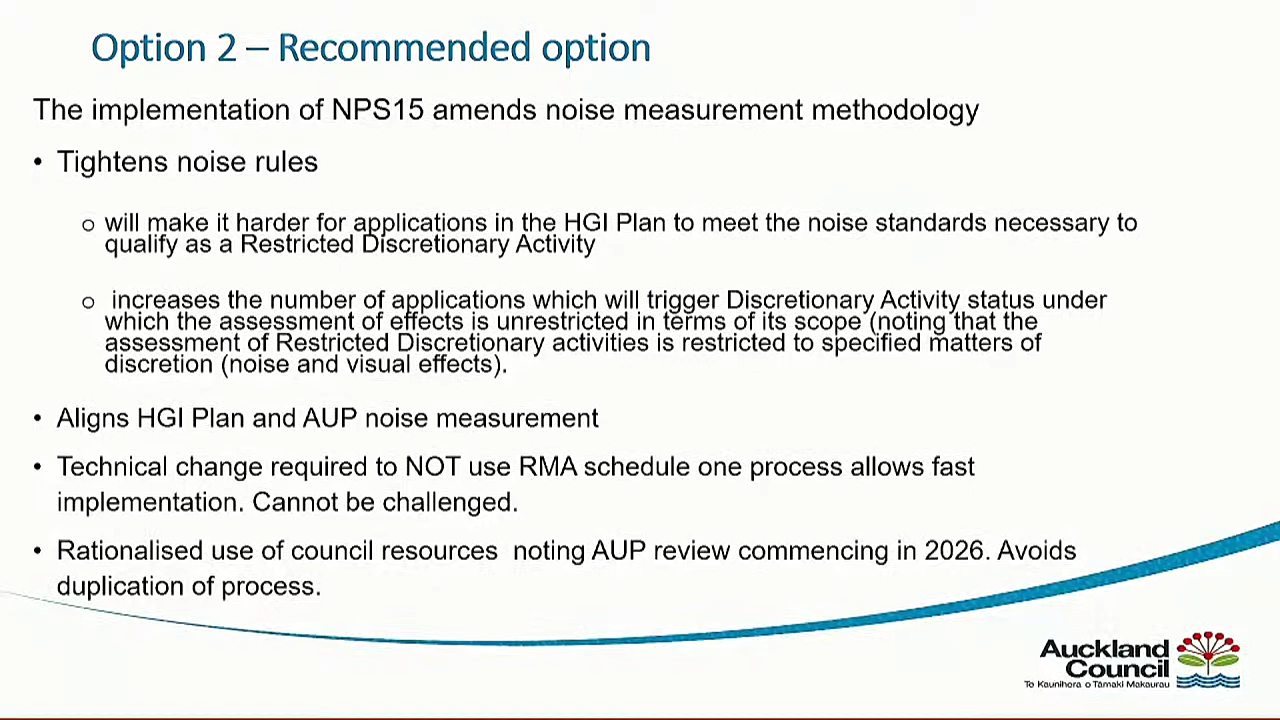 Option 2 – Recommended option
The implementation of NPS15 amends noise measurement methodology
• Tightens noise rules
o will make it harder for applications in the HGI Plan to meet the noise standards necessary to
qualify as a Restricted Discretionary Activity
o increases the number of applications which will trigger Discretionary Activity status under
which the assessment of effects is unrestricted in terms of its scope (noting that the
assessment of Restricted Discretionary activities is restricted to specified matters of
discretion (noise and visual effects).
• Aligns HGI Plan and AUP noise measurement
• Technical change required to NOT use RMA schedule one process allows fast
implementation. Cannot be challenged.
• Rationalised use of council resources  noting AUP review commencing in 2026. Avoids
duplication of process.
Auckland
Council
Te Kaunihera o Tāmaki Makaurau